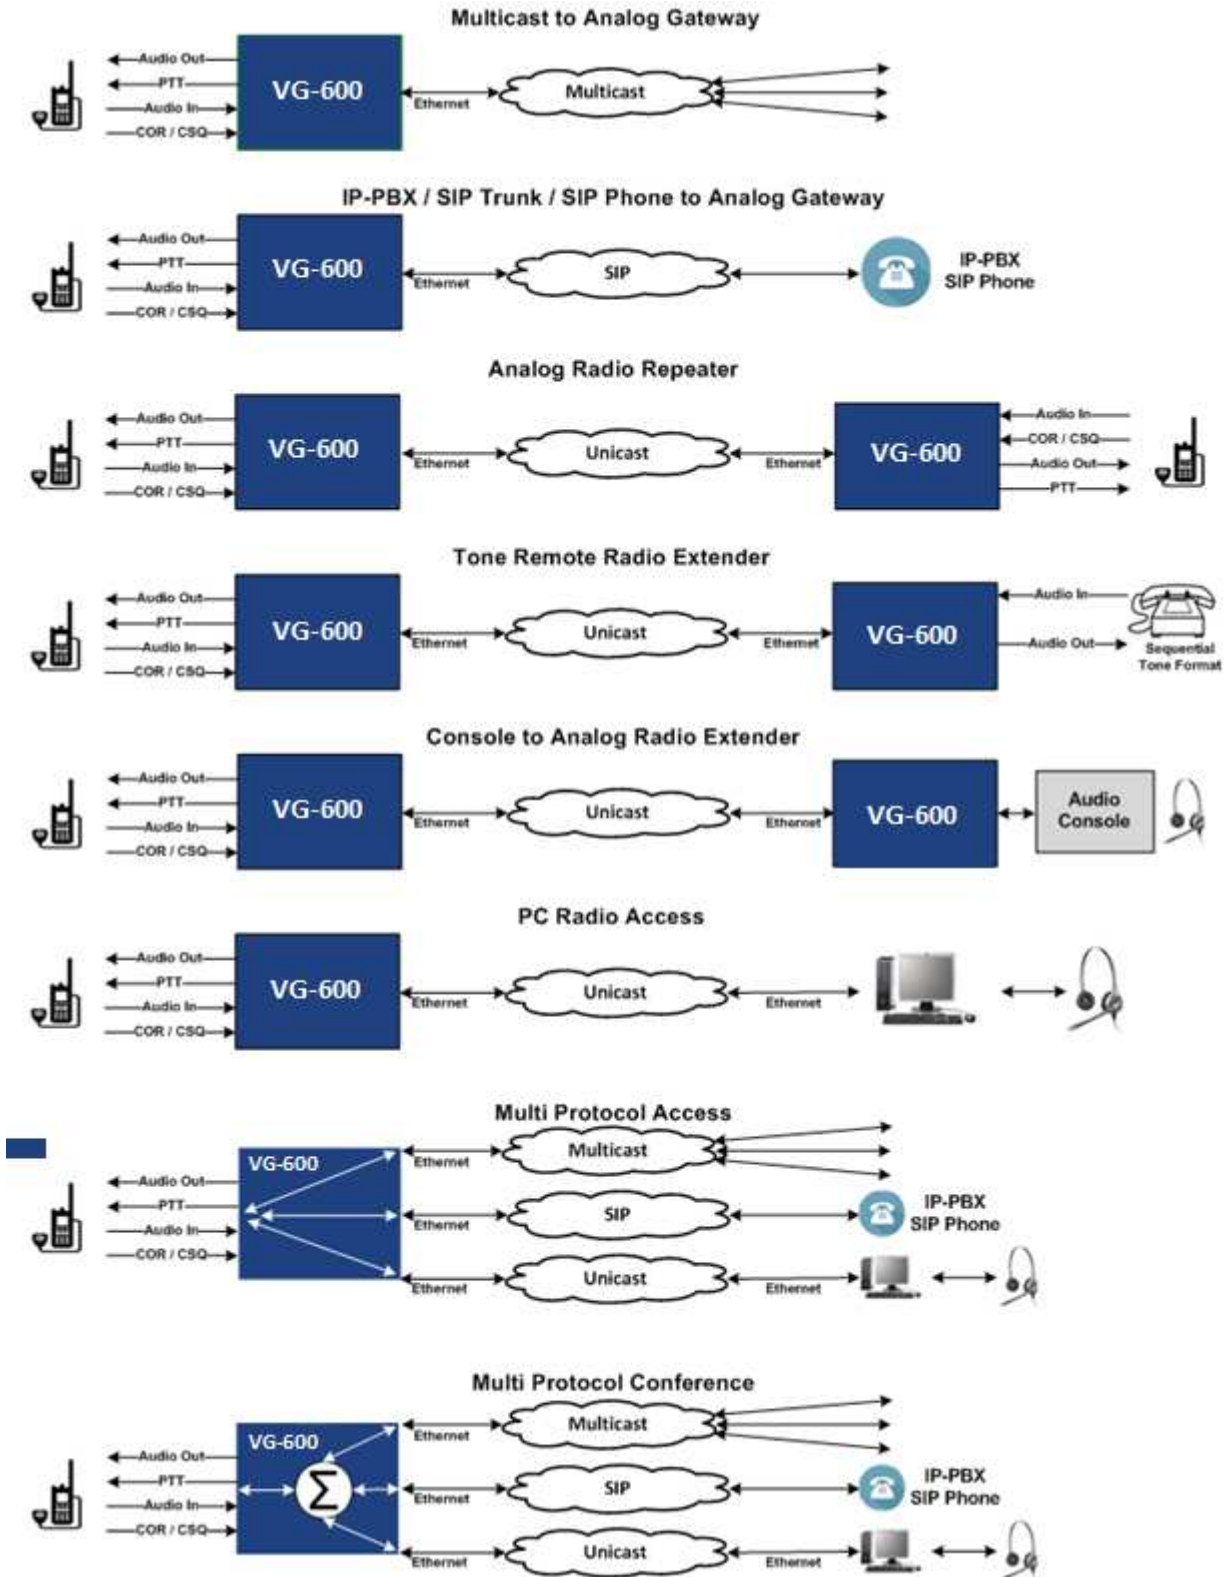 Multicast to Analog Gateway
Audio Out
PTT
Audio In
COR / CSQ
VG-600
Ethernet
Multicast
IP-PBX / SIP Trunk / SIP Phone to Analog Gateway
Audio Out
PTT
Audio In
COR / CSQ
VG-600
Ethernet
SIP
IP-PBX
SIP Phone
Analog Radio Repeater
Audio Out
PTT
Audio In
COR / CSQ
VG-600
Ethernet
Unicast
Ethernet
VG-600
Audio In
COR / CSQ
Audio Out
PTT
Tone Remote Radio Extender
Audio Out
PTT
Audio In
COR / CSQ
VG-600
Ethernet
Unicast
Ethernet
VG-600
Audio In
Audio Out
Sequential
Tone Format
Console to Analog Radio Extender
Audio Out
PTT
Audio In
COR / CSQ
VG-600
Ethernet
Unicast
Ethernet
VG-600
Audio
Console
PC Radio Access
Audio Out
PTT
Audio In
COR / CSQ
VG-600
Ethernet
Unicast
Ethernet
Multi Protocol Access
Audio Out
PTT
Audio In
COR / CSQ
VG-600
Ethernet
Multicast
Ethernet
SIP
IP-PBX
SIP Phone
Ethernet
Unicast
Ethernet
Multi Protocol Conference
Audio Out
PTT
Audio In
COR / CSQ
VG-600
Σ
Ethernet
Multicast
Ethernet
SIP
IP-PBX
SIP Phone
Ethernet
Unicast
Ethernet